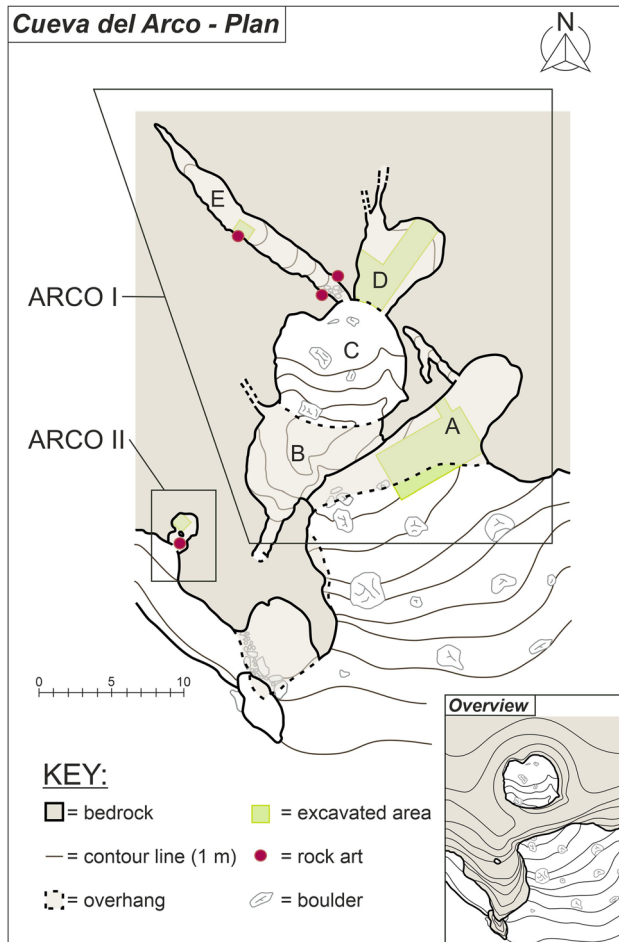 Cueva del Arco - Plan
N
E
D
ARCO I
C
A
ARCO II
B
0 5 10
Overview
KEY:
= bedrock
= excavated area
= contour line (1 m)
= rock art
= overhang
= boulder